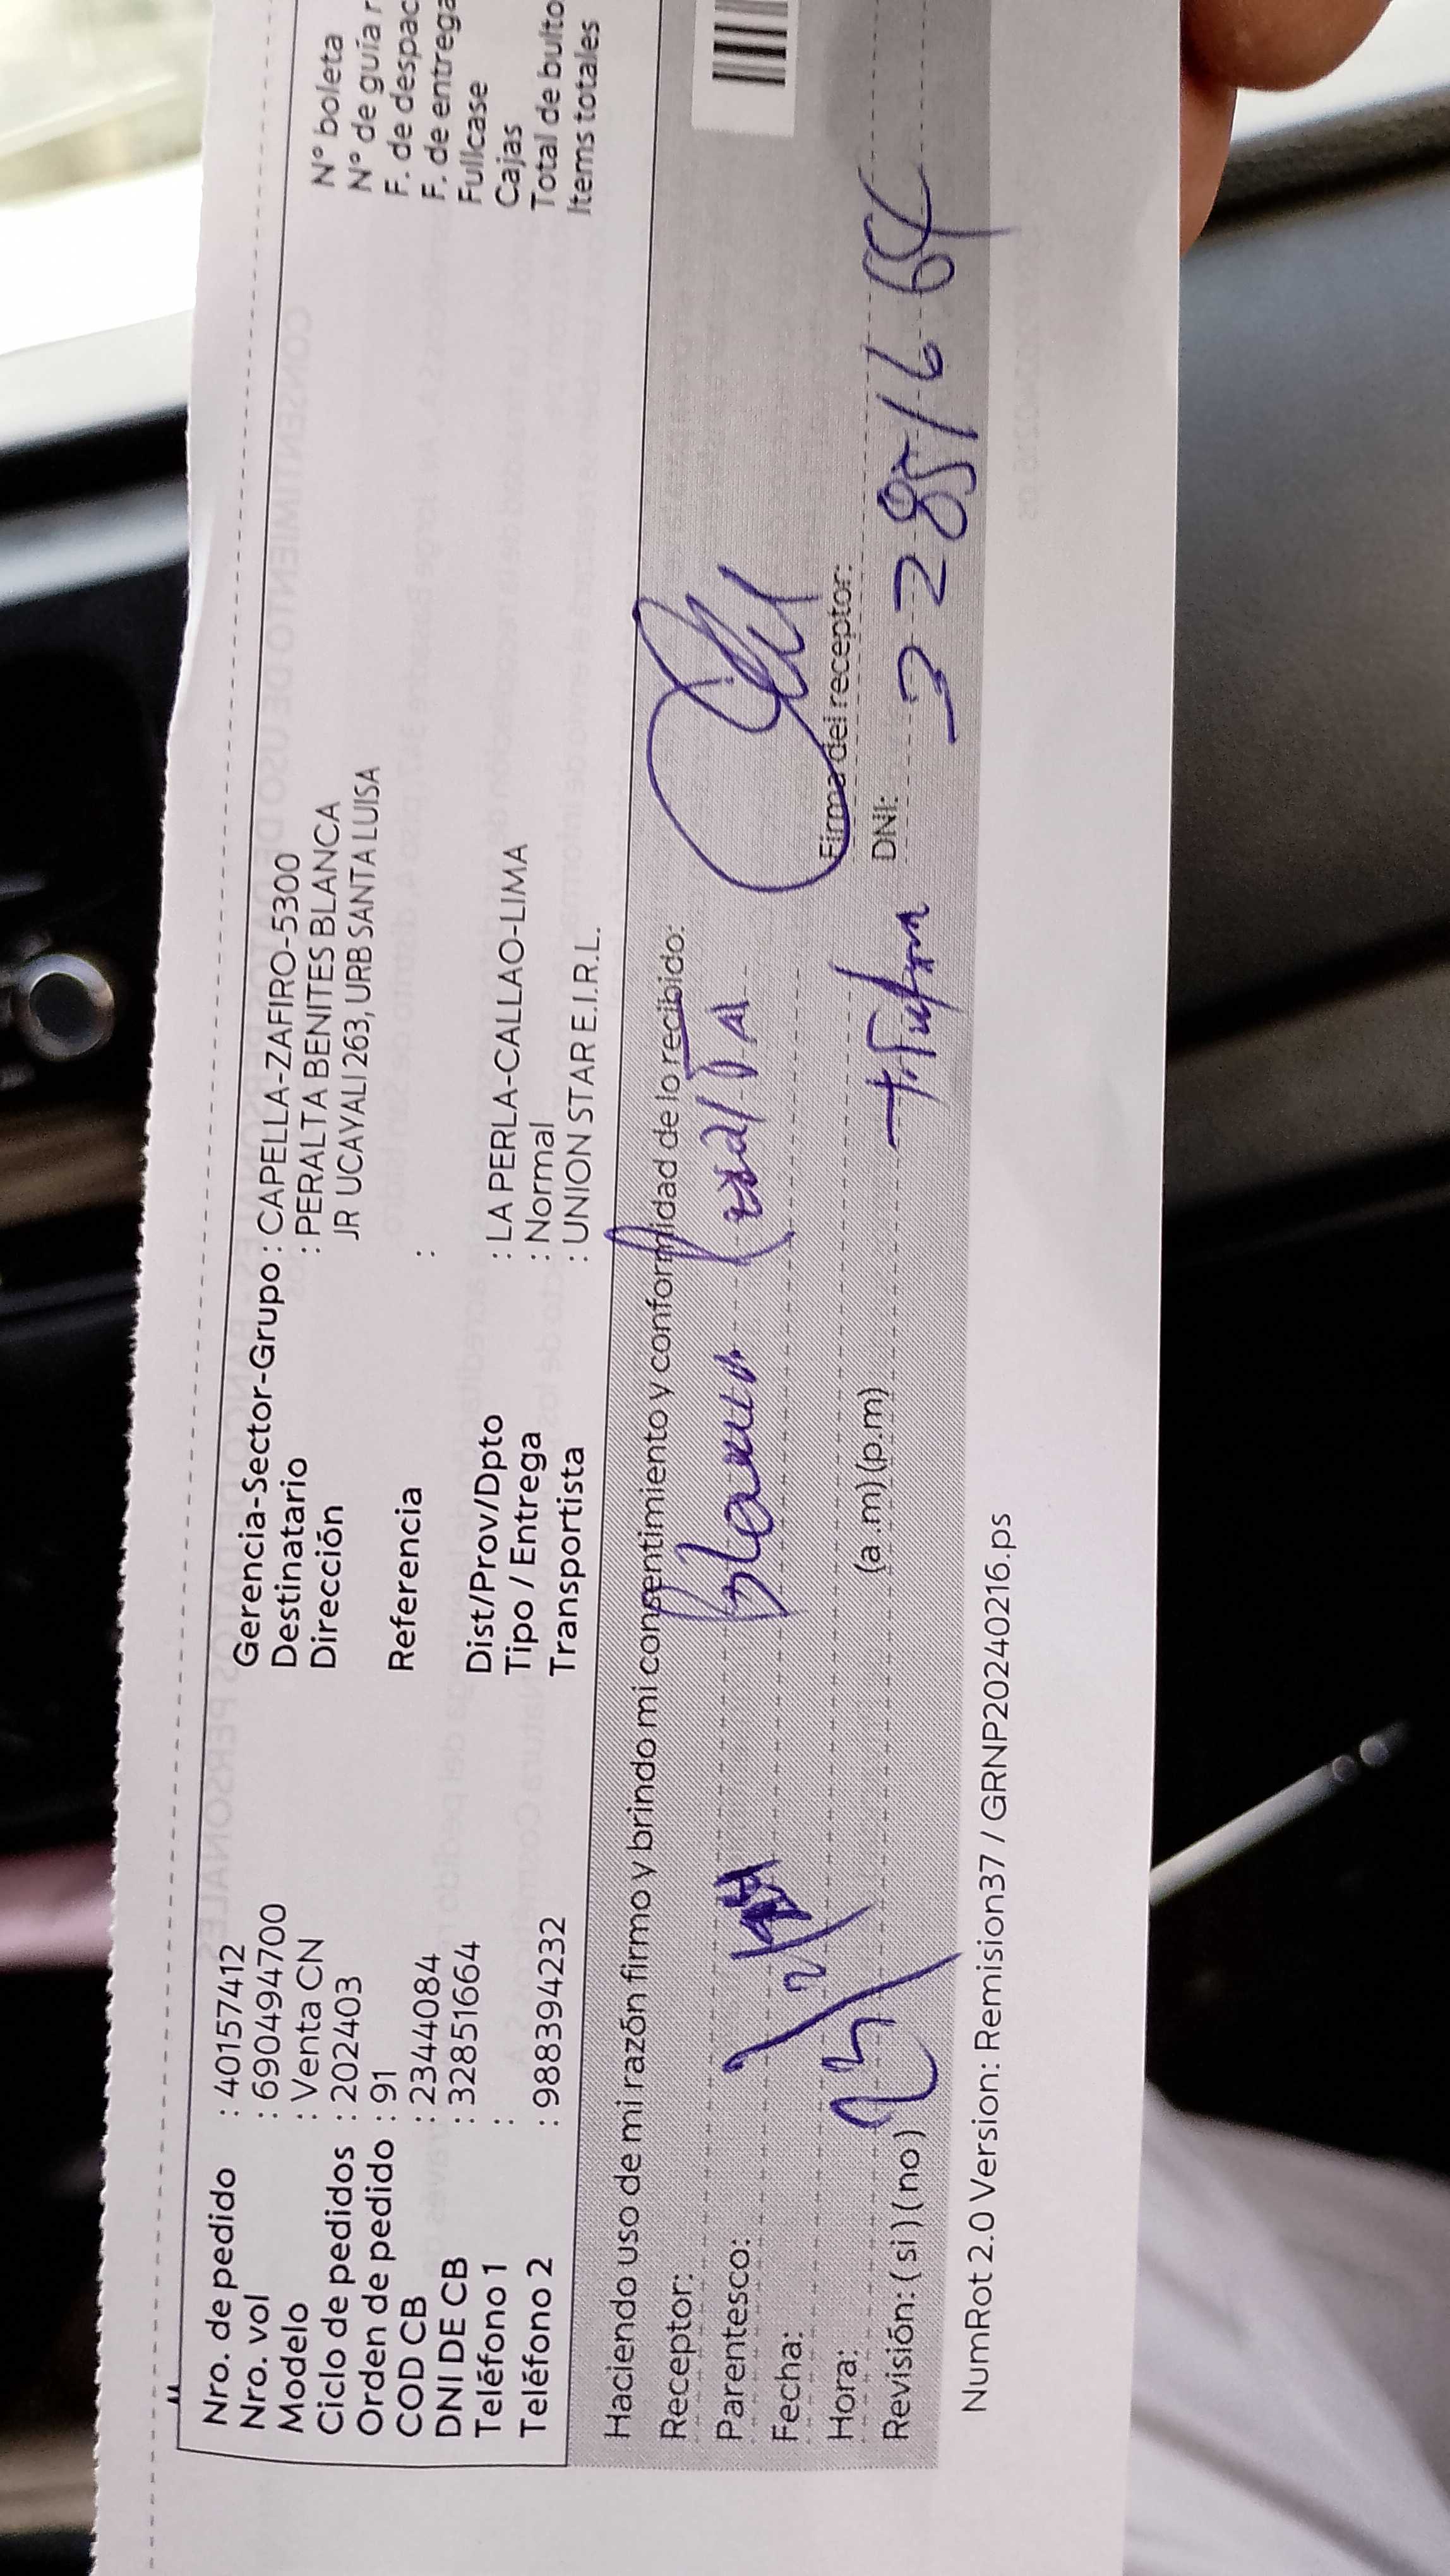 Nro. de pedido : 40157412
Nro. vol : 690494700
Modelo : Venta CN
Ciclo de pedidos : 202403
Orden de pedido : 91
COD CB : 2344084
DNI DE CB : 32851664
Teléfono 1 :
Teléfono 2 : 988394232
Gerencia-Sector-Grupo : CAPELLA-ZAFIRO-5300
Destinatario : PERALTA BENITES BLANCA
Dirección JR UCAYALI 263, URB SANTA LUISA
Referencia :
Dist/Prov/Dpto : LA PERLA-CALLAO-LIMA
Tipo / Entrega : Normal
Transportista : UNION STAR E.I.R.L.
N° boleta
N° de guía r
F. de despac
F. de entrega
Fullcase
Cajas
Total de bulto
Items totales
Haciendo uso de mi razón firmo y brindo mi consentimiento y conformidad de lo recibido:
Receptor: Blanca
Parentesco:
Fecha:
Hora: (a.m) (p.m)
Revisión: ( si ) ( no )
Firma del receptor:
DNI: 32851664
NumRot 2.0 Version: Remision37 / GRNP20240216.ps